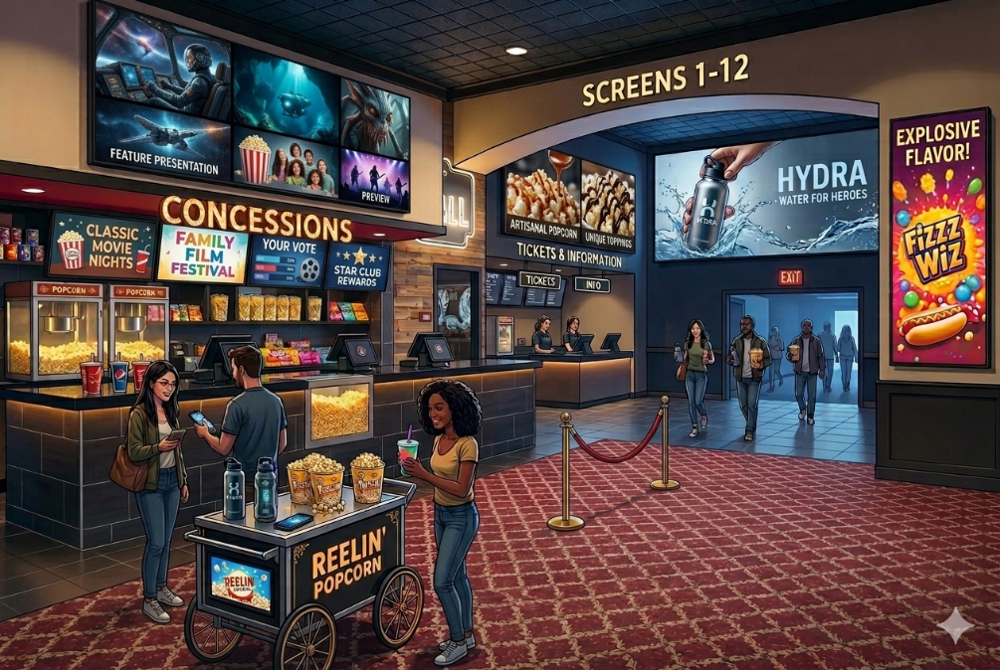 FEATURE PRESENTATION
PREVIEW
SCREENS 1-12
EXPLOSIVE
FLAVOR!
FIZZZ
WIZ
HYDRA
WATER FOR HEROES
HYDRA
ARTISANAL POPCORN
UNIQUE TOPPINGS
TICKETS & INFORMATION
TICKETS
INFO
EXIT
CONCESSIONS
CLASSIC
MOVIE
NIGHTS
FAMILY
FILM
FESTIVAL
YOUR VOTE
STAR CLUB
REWARDS
POPCORN
POPCORN
REELIN'
POPCORN
REELIN'